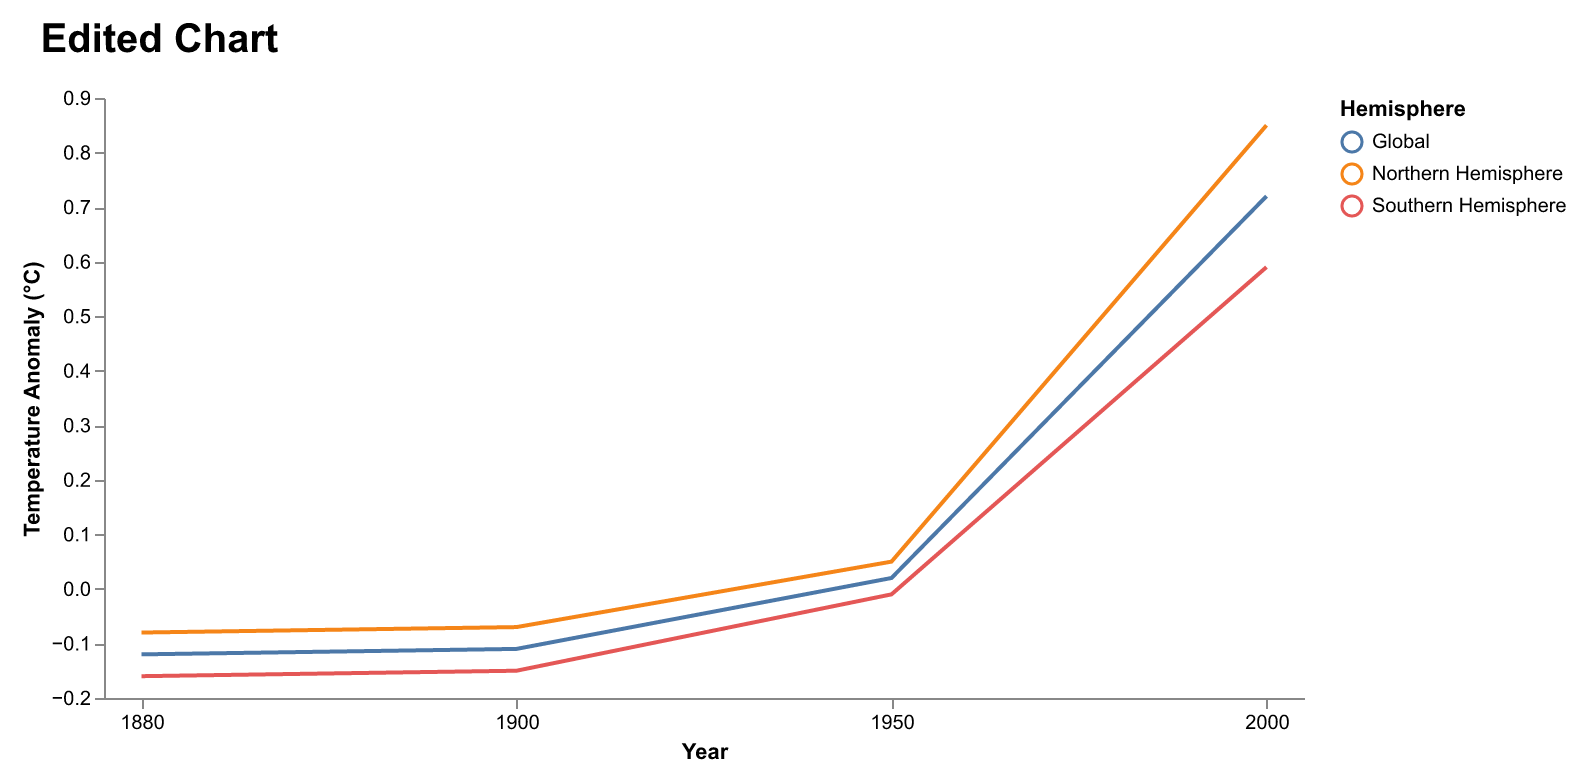 Edited Chart
Temperature Anomaly (°C)
0.9
0.8
0.7
0.6
0.5
0.4
0.3
0.2
0.1
0.0
−0.1
−0.2
1880 1900 1950 2000
Year
Hemisphere
Global
Northern Hemisphere
Southern Hemisphere